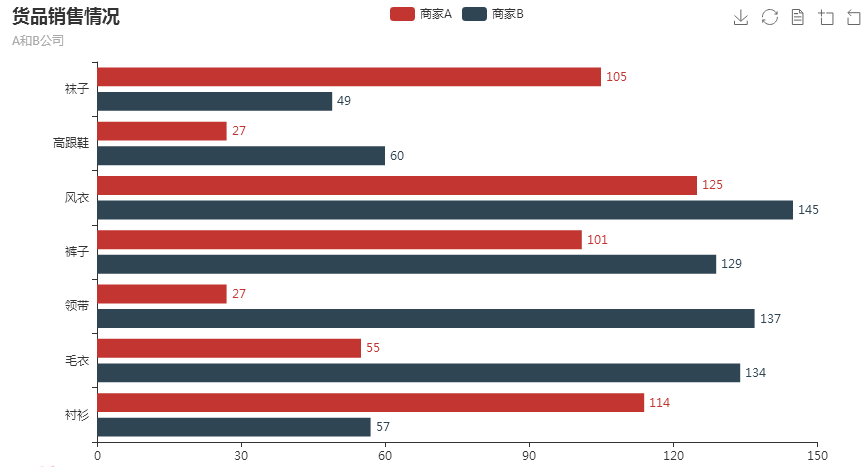 货品销售情况
A和B公司
商家A 商家B
袜子 105
49
高跟鞋 27
60
风衣 125
145
裤子 101
129
领带 27
137
毛衣 55
134
衬衫 114
57
0 30 60 90 120 150